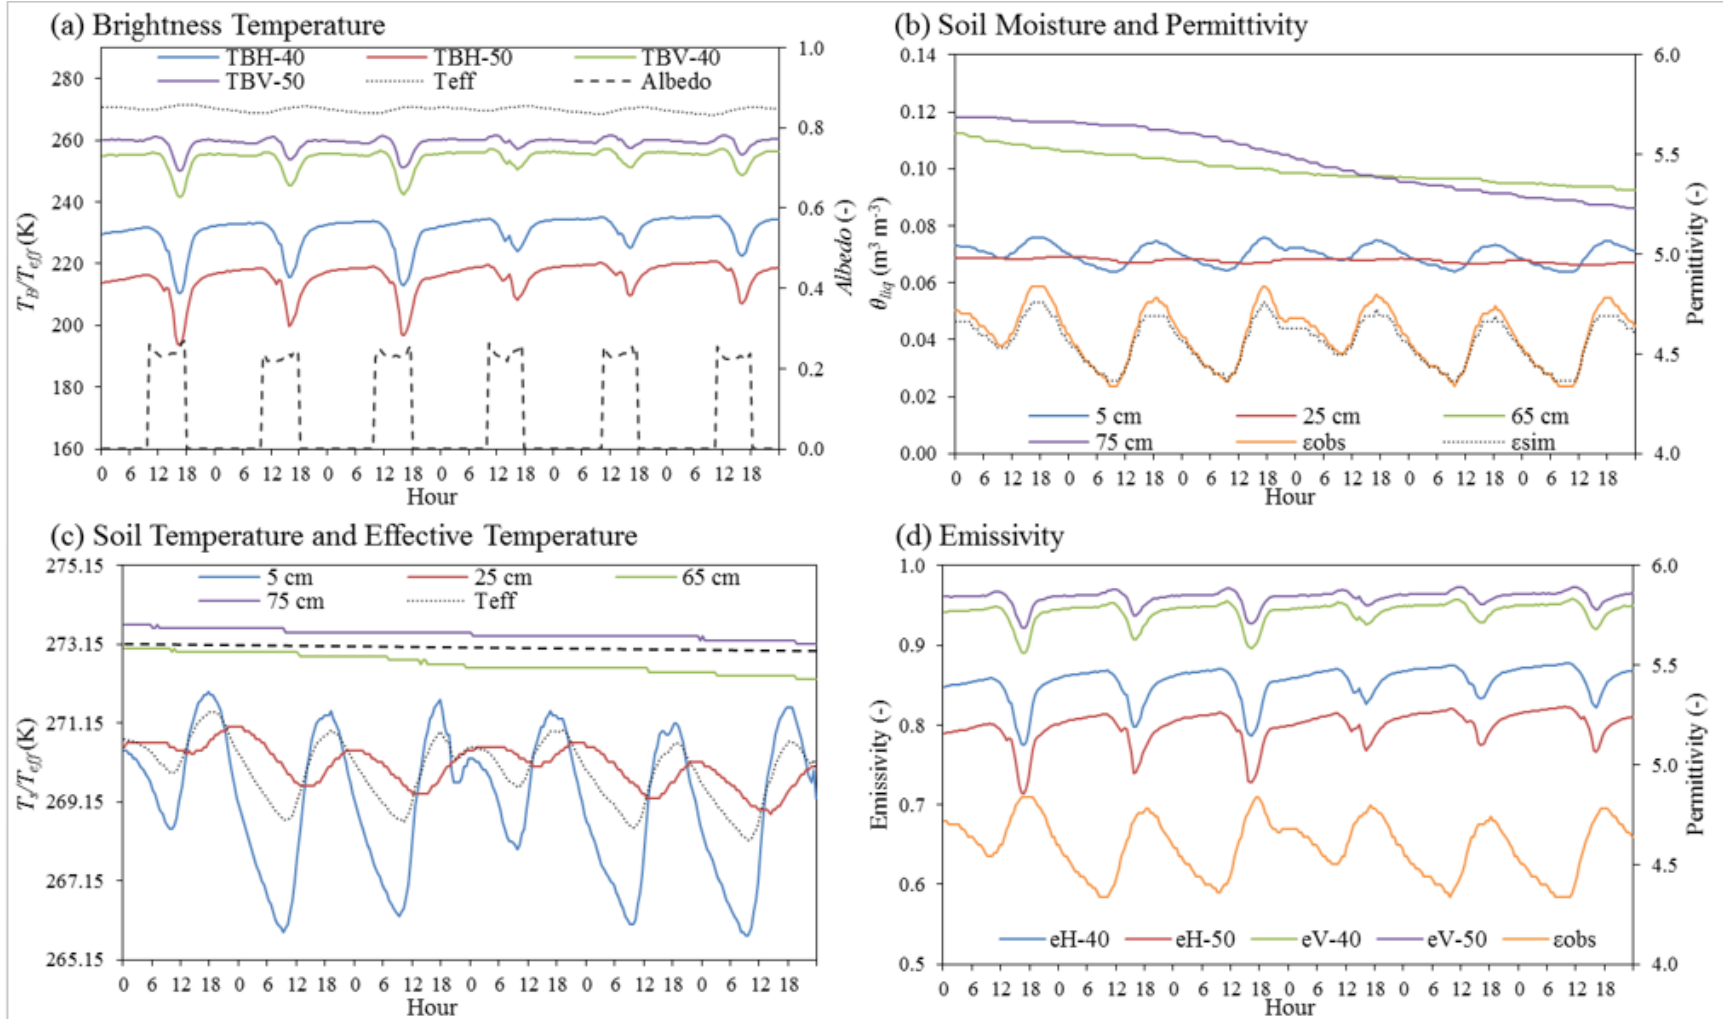 (a) Brightness Temperature
TBH-40 TBH-50 TBV-40
TBV-50 Teff Albedo
280
260
240
220
200
180
160
1.0
0.8
0.6
0.4
0.2
0.0
T_B/T_eff (K)
Albedo (-)
0 6 12 18 0 6 12 18 0 6 12 18 0 6 12 18 0 6 12 18 0 6 12 18
Hour
(b) Soil Moisture and Permittivity
0.14
0.12
0.10
0.08
0.06
0.04
0.02
0.00
6.0
5.5
5.0
4.5
4.0
θ_liq (m³ m⁻³)
Permittivity (-)
5 cm 25 cm 65 cm
75 cm εobs εsim
0 6 12 18 0 6 12 18 0 6 12 18 0 6 12 18 0 6 12 18 0 6 12 18
Hour
(c) Soil Temperature and Effective Temperature
5 cm 25 cm 65 cm
75 cm Teff
275.15
273.15
271.15
269.15
267.15
265.15
T_s/T_eff (K)
0 6 12 18 0 6 12 18 0 6 12 18 0 6 12 18 0 6 12 18 0 6 12 18
Hour
(d) Emissivity
1.0
0.9
0.8
0.7
0.6
0.5
6.0
5.5
5.0
4.5
4.0
Emissivity (-)
Permittivity (-)
eH-40 eH-50 eV-40 eV-50 εobs
0 6 12 18 0 6 12 18 0 6 12 18 0 6 12 18 0 6 12 18 0 6 12 18
Hour